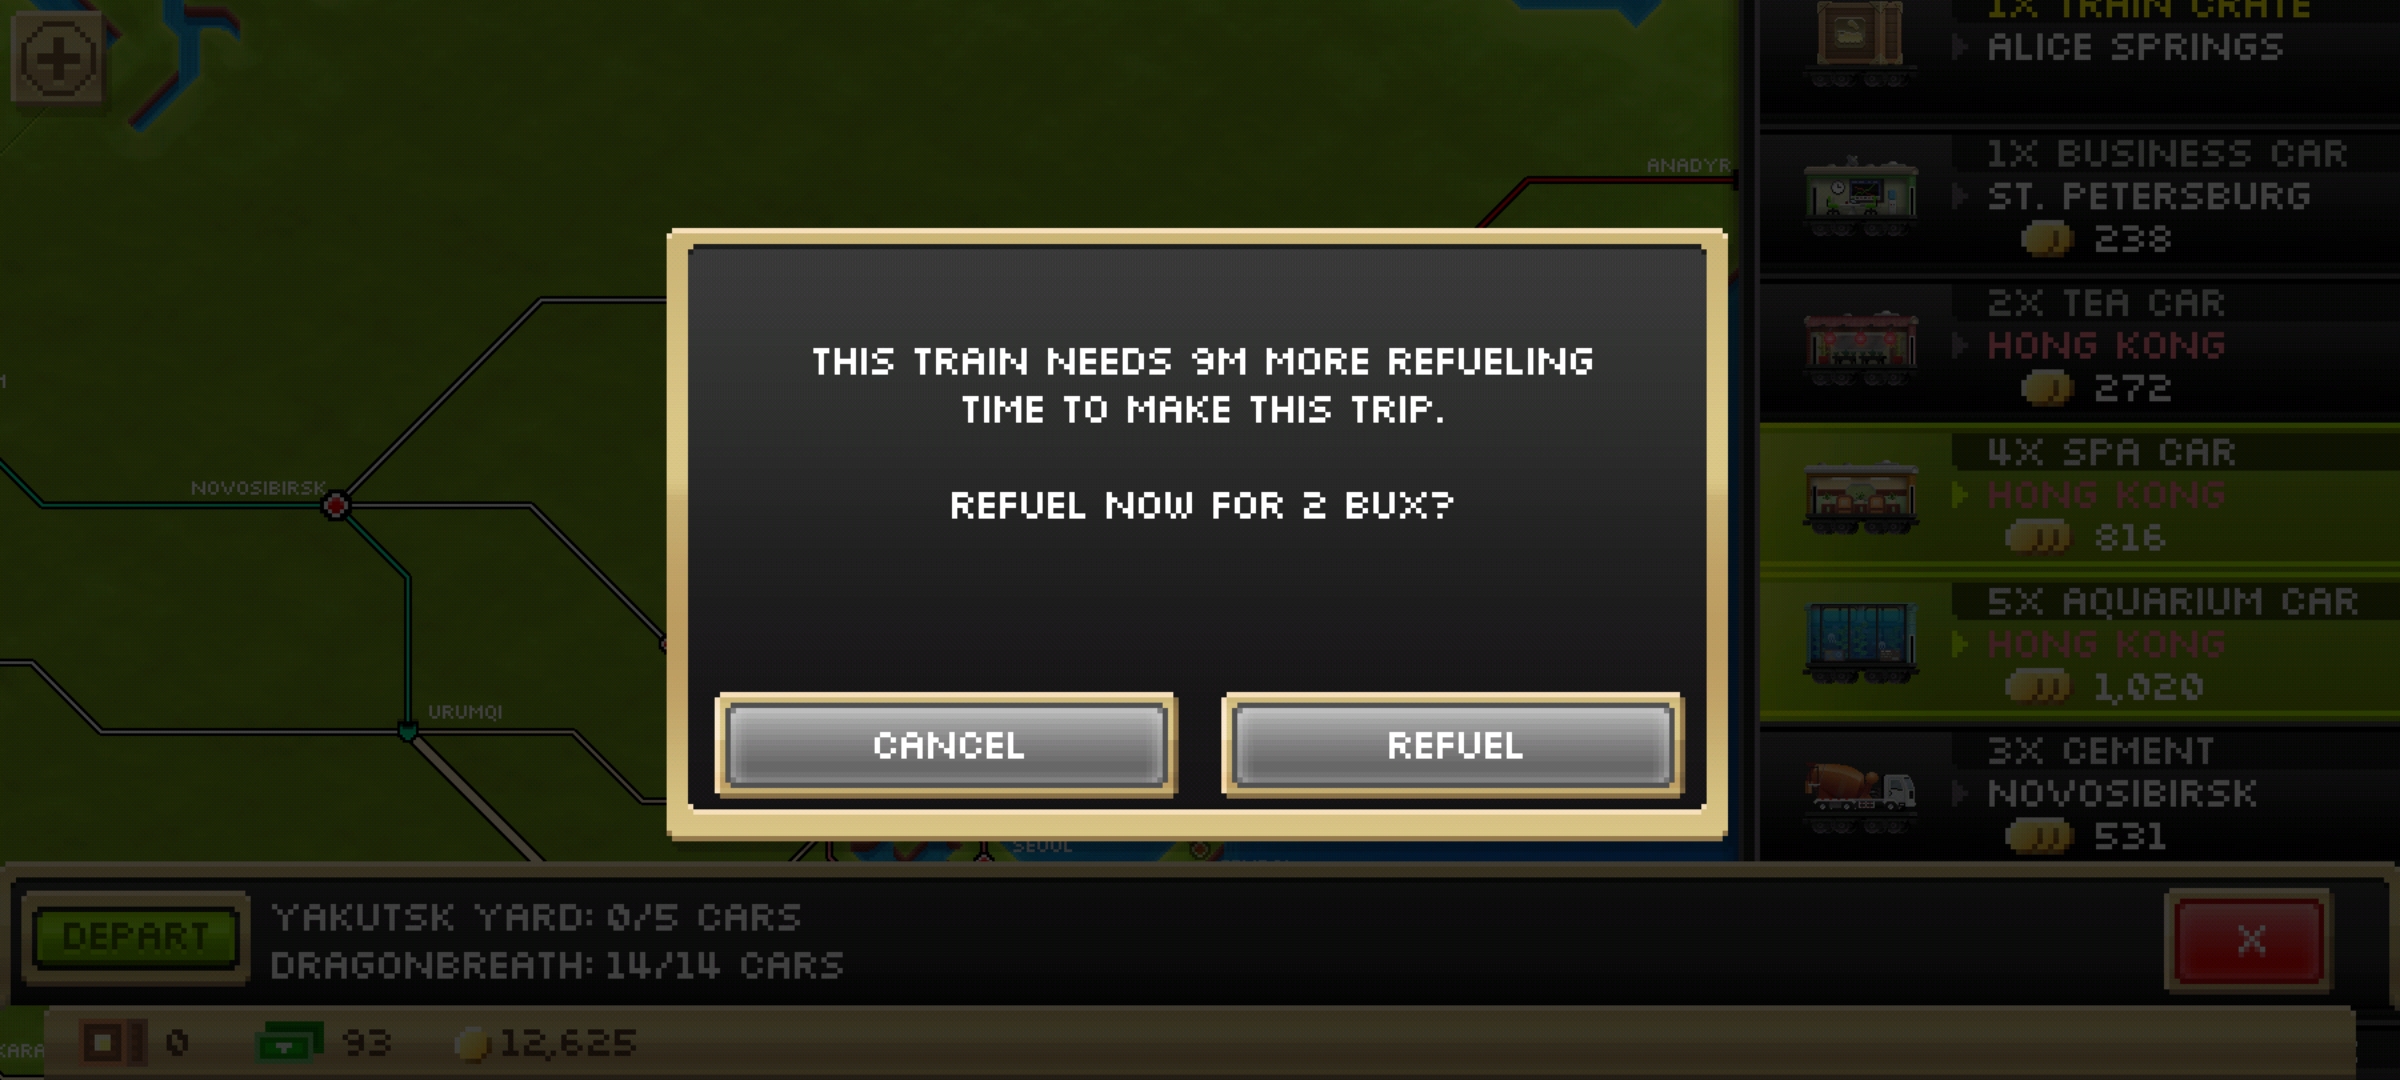 1X TRAIN CRATE
ALICE SPRINGS
ANADYR
1X BUSINESS CAR
ST. PETERSBURG
238
2X TEA CAR
HONG KONG
272
THIS TRAIN NEEDS 9M MORE REFUELING
TIME TO MAKE THIS TRIP.
REFUEL NOW FOR 2 BUX?
4X SPA CAR
HONG KONG
816
NOVOSIBIRSK
5X AQUARIUM CAR
HONG KONG
1,020
URUMQI
CANCEL
REFUEL
3X CEMENT
NOVOSIBIRSK
531
SEOUL
DEPART
YAKUTSK YARD: 0/5 CARS
DRAGONBREATH: 14/14 CARS
X
0
93
12,625